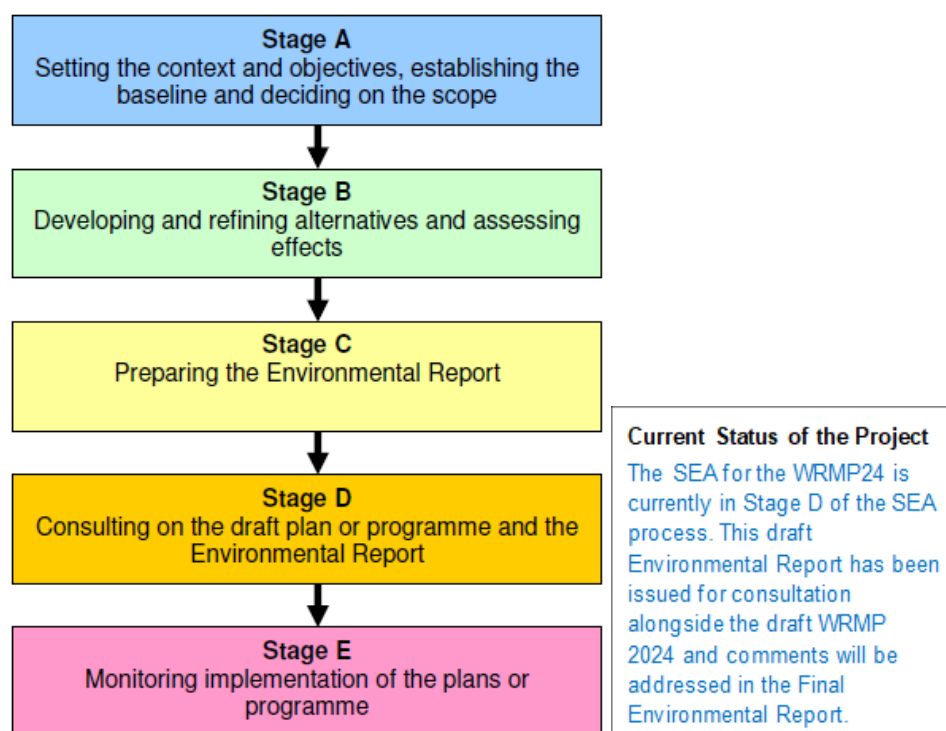 Stage A
Setting the context and objectives, establishing the
baseline and deciding on the scope
Stage B
Developing and refining alternatives and assessing
effects
Stage C
Preparing the Environmental Report
Stage D
Consulting on the draft plan or programme and the
Environmental Report
Stage E
Monitoring implementation of the plans or
programme
Current Status of the Project
The SEA for the WRMP24 is
currently in Stage D of the SEA
process. This draft
Environmental Report has been
issued for consultation
alongside the draft WRMP
2024 and comments will be
addressed in the Final
Environmental Report.